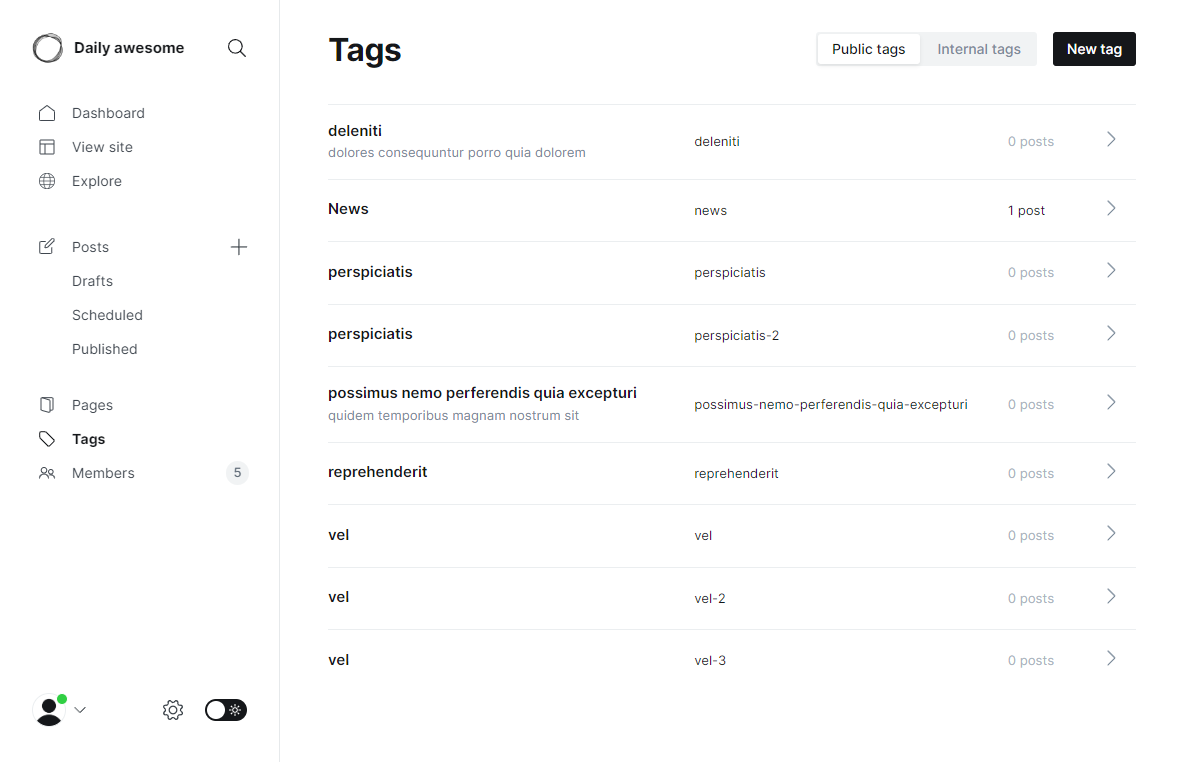 Daily awesome
Dashboard
View site
Explore
Posts
Drafts
Scheduled
Published
Pages
Tags
Members 5
Tags
Public tags Internal tags New tag
deleniti
dolores consequuntur porro quia dolorem
deleniti 0 posts
News news 1 post
perspiciatis perspiciatis 0 posts
perspiciatis perspiciatis-2 0 posts
possimus nemo perferendis quia excepturi
quidem temporibus magnam nostrum sit
possimus-nemo-perferendis-quia-excepturi 0 posts
reprehenderit reprehenderit 0 posts
vel vel 0 posts
vel vel-2 0 posts
vel vel-3 0 posts